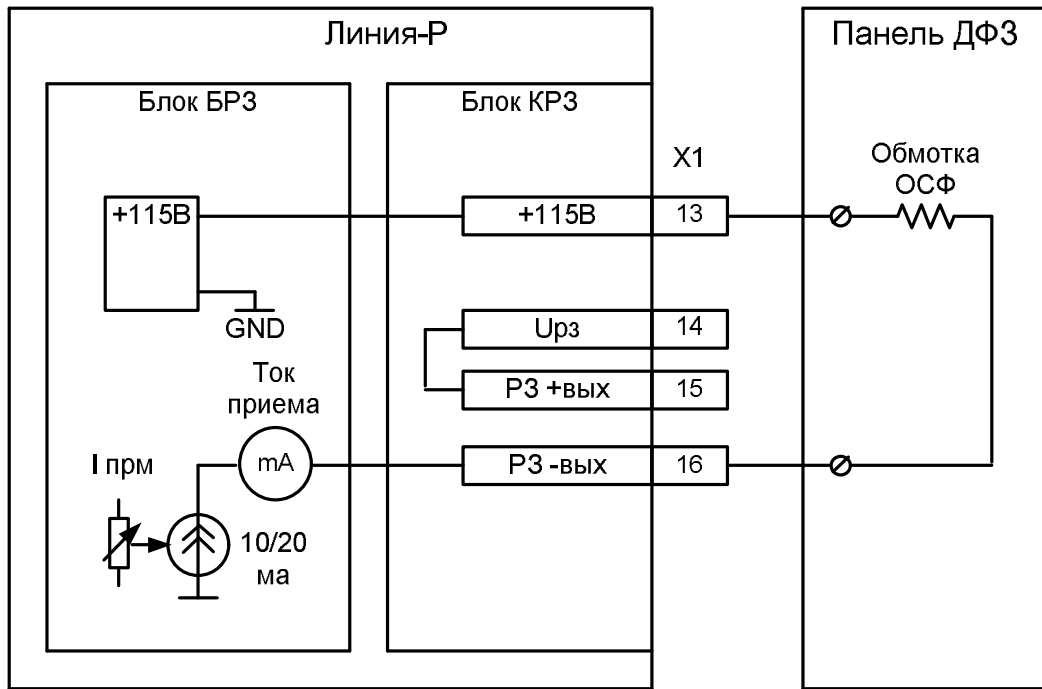 Линия-Р
Панель ДФЗ
Блок БРЗ
Блок КРЗ
X1
Обмотка
ОСФ
+115В
+115В
13
GND
Uрз
14
РЗ +вых
15
Ток
приема
mA
РЗ -вых
16
I прм
10/20
ма